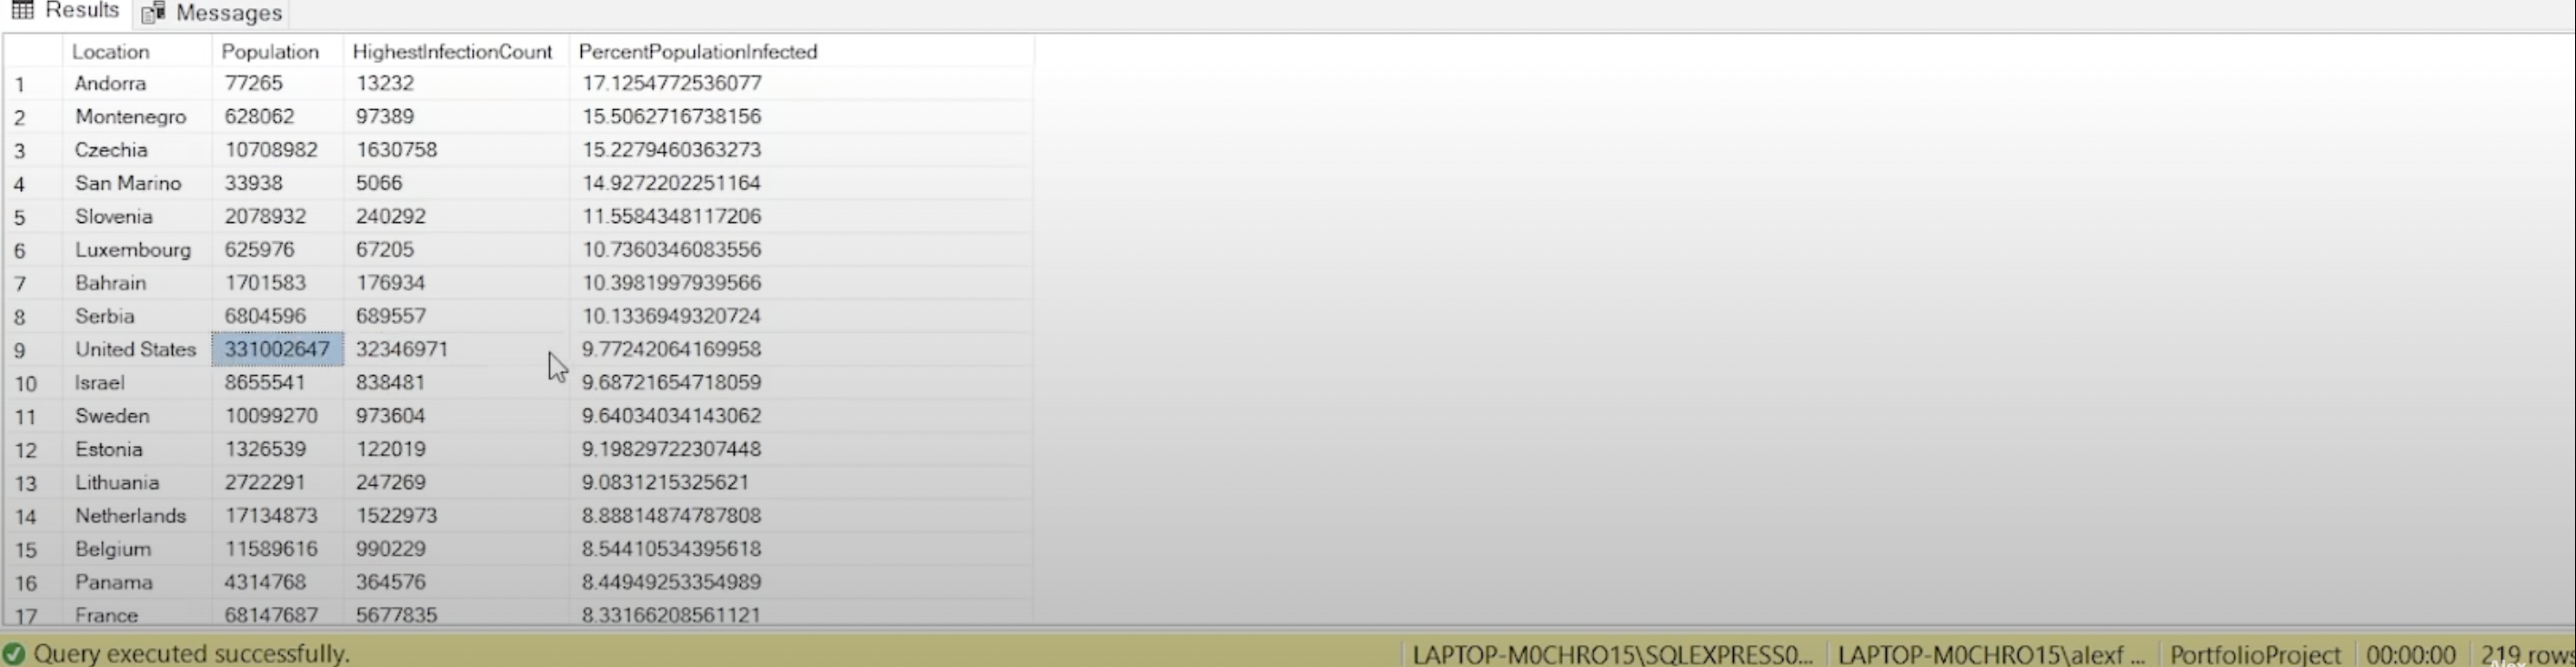 Results Messages
Location Population HighestInfectionCount PercentPopulationInfected
1 Andorra 77265 13232 17.1254772536077
2 Montenegro 628062 97389 15.5062716738156
3 Czechia 10708982 1630758 15.2279460363273
4 San Marino 33938 5066 14.9272202251164
5 Slovenia 2078932 240292 11.5584348117206
6 Luxembourg 625976 67205 10.7360346083556
7 Bahrain 1701583 176934 10.3981997939566
8 Serbia 6804596 689557 10.1336949320724
9 United States 331002647 32346971 9.77242064169958
10 Israel 8655541 838481 9.68721654718059
11 Sweden 10099270 973604 9.64034034143062
12 Estonia 1326539 122019 9.19829722307448
13 Lithuania 2722291 247269 9.0831215325621
14 Netherlands 17134873 1522973 8.88814874787808
15 Belgium 11589616 990229 8.54410534395618
16 Panama 4314768 364576 8.44949253354989
17 France 68147687 5677835 8.33166208561121
Query executed successfully. LAPTOP-M0CHRO15\SQLEXPRESS0... LAPTOP-M0CHRO15\alexf ... PortfolioProject 00:00:00 219 row